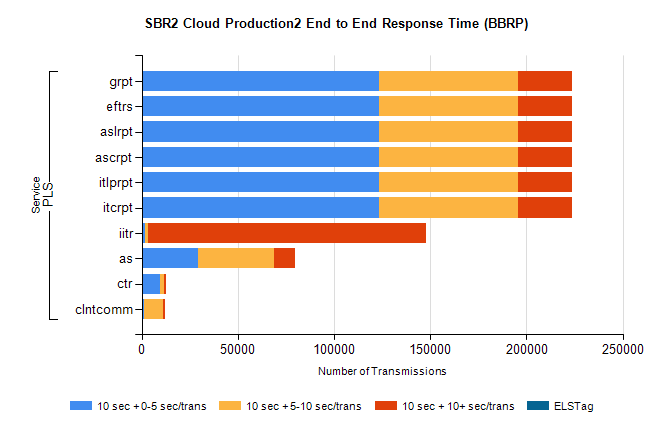 SBR2 Cloud Production2 End to End Response Time (BBRP)
grpt
eftrs
aslrpt
ascrpt
itlprpt
itcrpt
iitr
as
ctr
clntcomm
Service
PLS
0 50000 100000 150000 200000 250000
Number of Transmissions
10 sec +0-5 sec/trans 10 sec +5-10 sec/trans 10 sec + 10+ sec/trans ELSTag